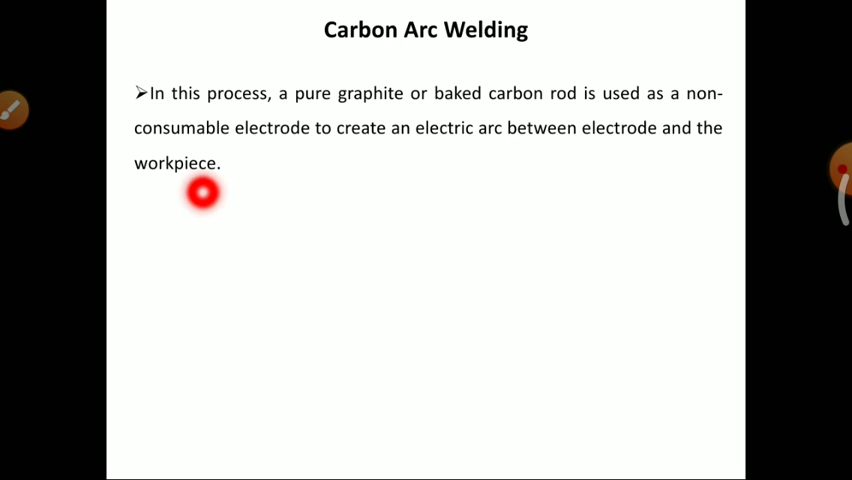 Carbon Arc Welding
➢In this process, a pure graphite or baked carbon rod is used as a non-
consumable electrode to create an electric arc between electrode and the
workpiece.